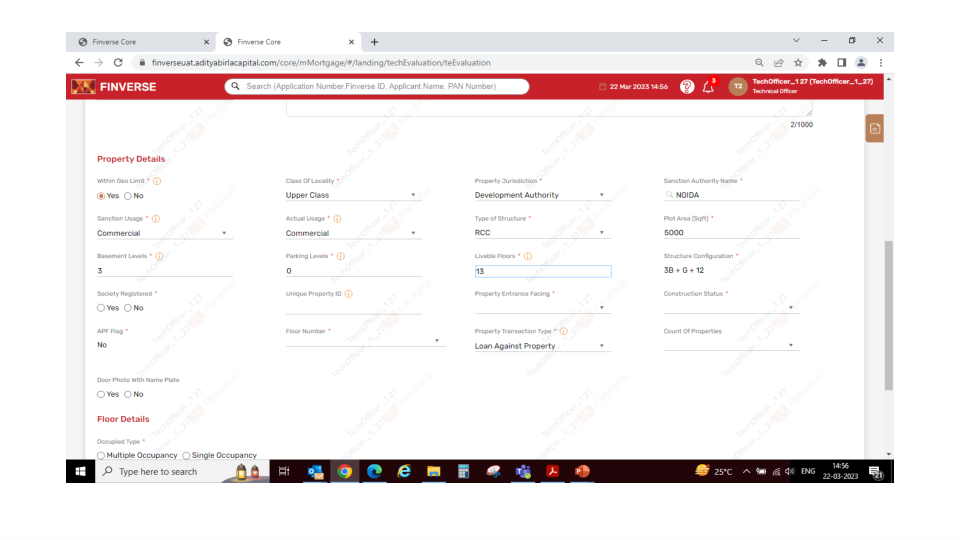 Finverse Core
Finverse Core
finverseuat.adityabirlacapital.com/core/mMortgage/#/landing/techEvaluation/teEvaluation
FINVERSE
Search (Application Number,Finverse ID, Applicant Name, PAN Number)
22 Mar 2023 14:56
3
T2
TechOfficer_1 27 (TechOfficer_1_27)
Technical Officer
2/1000
Property Details
Within Geo Limit *
Class Of Locality *
Property Jurisdiction *
Sanction Authority Name *
Yes No
Upper Class
Development Authority
NOIDA
Sanction Usage *
Actual Usage *
Type of Structure *
Plot Area (Sqft) *
Commercial
Commercial
RCC
5000
Basement Levels *
Parking Levels *
Livable Floors *
Structure Configuration *
3
0
13
3B + G + 12
Society Registered *
Unique Property ID
Property Entrance Facing *
Construction Status *
Yes No
APF Flag *
Floor Number *
Property Transaction Type *
Count Of Properties
No
Loan Against Property
Door Photo With Name Plate
Yes No
Floor Details
Occupied Type *
Multiple Occupancy Single Occupancy
Type here to search
25°C
ENG
14:56
22-03-2023
21